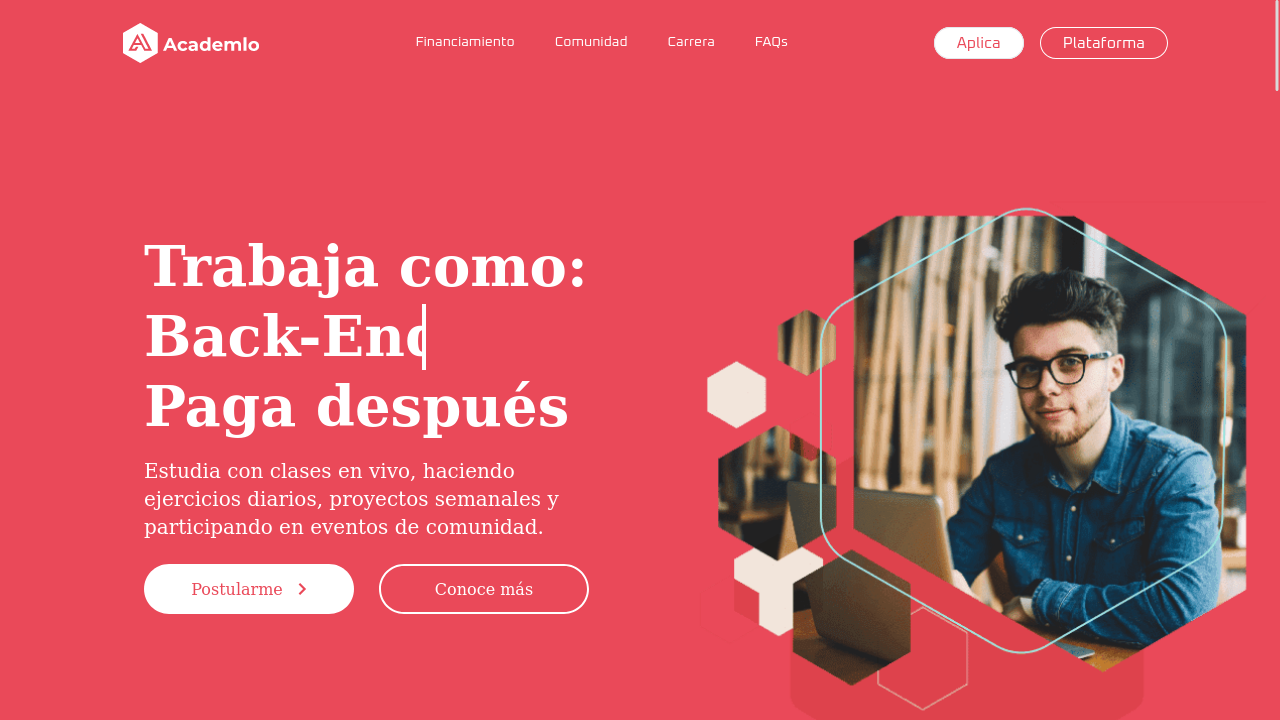 Academlo
Financiamiento
Comunidad
Carrera
FAQs
Aplica
Plataforma
Trabaja como:
Back-End
Paga después
Estudia con clases en vivo, haciendo
ejercicios diarios, proyectos semanales y
participando en eventos de comunidad.
Postularme
Conoce más